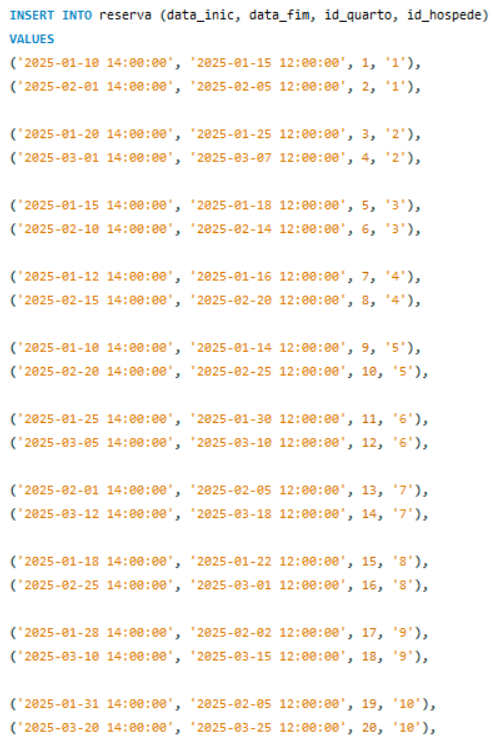 INSERT INTO reserva (data_inic, data_fim, id_quarto, id_hospede)
VALUES
('2025-01-10 14:00:00', '2025-01-15 12:00:00', 1, '1'),
('2025-02-01 14:00:00', '2025-02-05 12:00:00', 2, '1'),
('2025-01-20 14:00:00', '2025-01-25 12:00:00', 3, '2'),
('2025-03-01 14:00:00', '2025-03-07 12:00:00', 4, '2'),
('2025-01-15 14:00:00', '2025-01-18 12:00:00', 5, '3'),
('2025-02-10 14:00:00', '2025-02-14 12:00:00', 6, '3'),
('2025-01-12 14:00:00', '2025-01-16 12:00:00', 7, '4'),
('2025-02-15 14:00:00', '2025-02-20 12:00:00', 8, '4'),
('2025-01-10 14:00:00', '2025-01-14 12:00:00', 9, '5'),
('2025-02-20 14:00:00', '2025-02-25 12:00:00', 10, '5'),
('2025-01-25 14:00:00', '2025-01-30 12:00:00', 11, '6'),
('2025-03-05 14:00:00', '2025-03-10 12:00:00', 12, '6'),
('2025-02-01 14:00:00', '2025-02-05 12:00:00', 13, '7'),
('2025-03-12 14:00:00', '2025-03-18 12:00:00', 14, '7'),
('2025-01-18 14:00:00', '2025-01-22 12:00:00', 15, '8'),
('2025-02-25 14:00:00', '2025-03-01 12:00:00', 16, '8'),
('2025-01-28 14:00:00', '2025-02-02 12:00:00', 17, '9'),
('2025-03-10 14:00:00', '2025-03-15 12:00:00', 18, '9'),
('2025-01-31 14:00:00', '2025-02-05 12:00:00', 19, '10'),
('2025-03-20 14:00:00', '2025-03-25 12:00:00', 20, '10'),